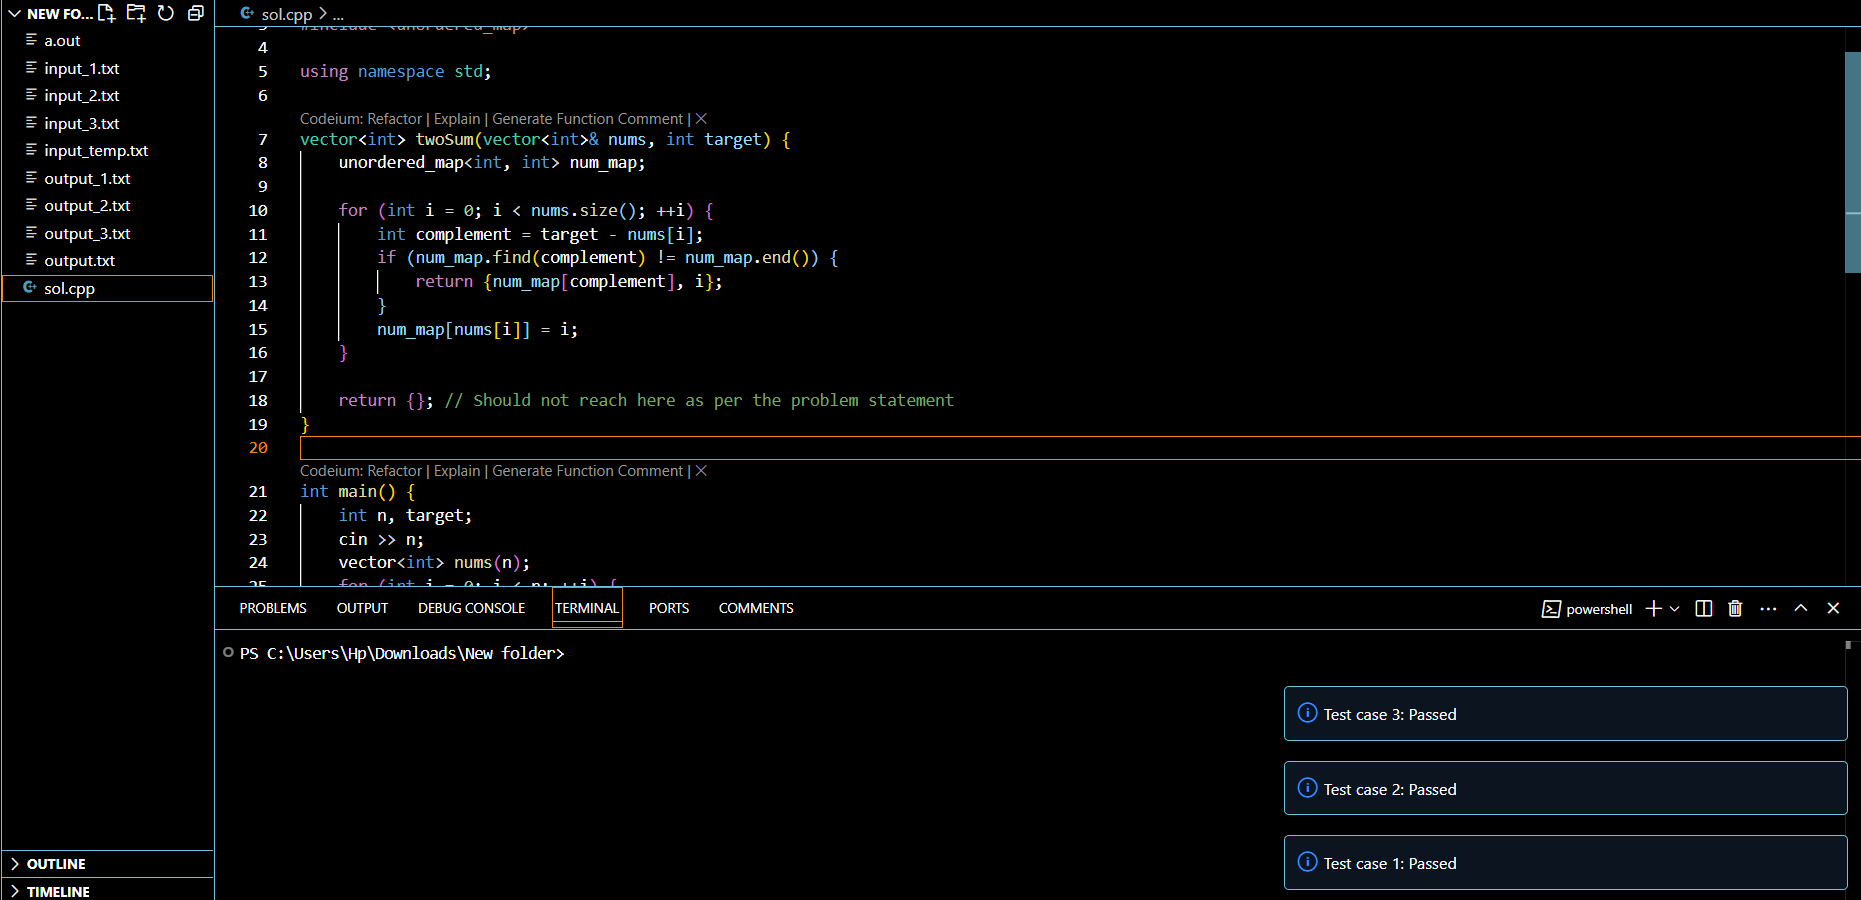 NEW FO...
a.out
input_1.txt
input_2.txt
input_3.txt
input_temp.txt
output_1.txt
output_2.txt
output_3.txt
output.txt
sol.cpp
OUTLINE
TIMELINE
sol.cpp > ...
3 #include <unordered_map>
4
5 using namespace std;
6
Codeium: Refactor | Explain | Generate Function Comment | X
7 vector<int> twoSum(vector<int>& nums, int target) {
8 unordered_map<int, int> num_map;
9
10 for (int i = 0; i < nums.size(); ++i) {
11 int complement = target - nums[i];
12 if (num_map.find(complement) != num_map.end()) {
13 return {num_map[complement], i};
14 }
15 num_map[nums[i]] = i;
16 }
17
18 return {}; // Should not reach here as per the problem statement
19 }
20
Codeium: Refactor | Explain | Generate Function Comment | X
21 int main() {
22 int n, target;
23 cin >> n;
24 vector<int> nums(n);
25 for (int i = 0; i < n; ++i) {
PROBLEMS OUTPUT DEBUG CONSOLE TERMINAL PORTS COMMENTS
powershell
PS C:\Users\Hp\Downloads\New folder>
Test case 3: Passed
Test case 2: Passed
Test case 1: Passed